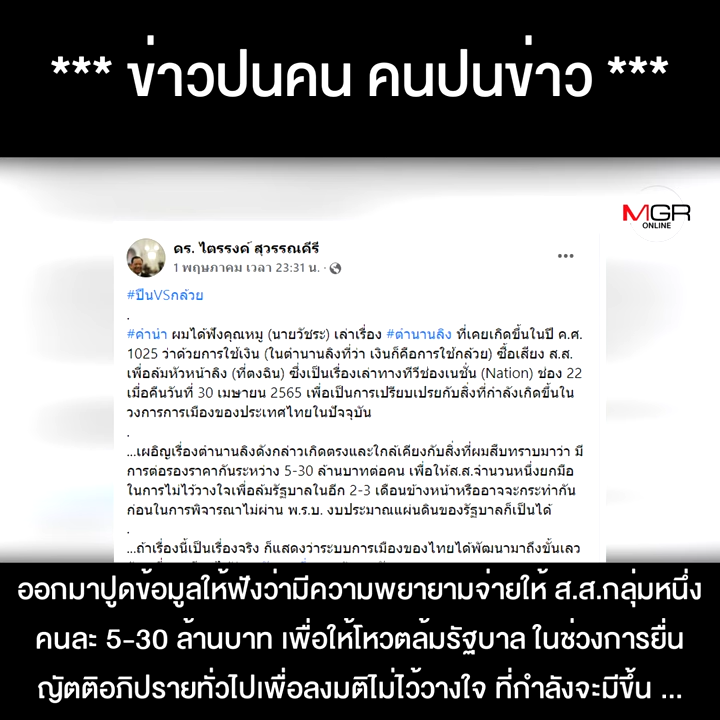 *** ข่าวปนคน คนปนข่าว ***
MGR
ONLINE
ดร. ไตรรงค์ สุวรรณคีรี
1 พฤษภาคม เวลา 23:31 น. ·
#ปืนVSกล้วย
.
#คำนำ ผมได้ฟังคุณหมู (นายวัชระ) เล่าเรื่อง #ตำนานลิง ที่เคยเกิดขึ้นในปี ค.ศ.
1025 ว่าด้วยการใช้เงิน (ในตำนานลิงที่ว่า เงินก็คือการใช้กล้วย) ซื้อเสียง ส.ส.
เพื่อล้มหัวหน้าลิง (ที่ตงฉิน) ซึ่งเป็นเรื่องเล่าทางทีวีช่องเนชั่น (Nation) ช่อง 22
เมื่อคืนวันที่ 30 เมษายน 2565 เพื่อเป็นการเปรียบเปรยกับสิ่งที่กำลังเกิดขึ้นใน
วงการการเมืองของประเทศไทยในปัจจุบัน
.
...เผอิญเรื่องตำนานลิงดังกล่าวเกิดตรงและใกล้เคียงกับสิ่งที่ผมสืบทราบมาว่า มี
การต่อรองราคากันระหว่าง 5-30 ล้านบาทต่อคน เพื่อให้ส.ส.จำนวนหนึ่งยกมือ
ในการไม่ไว้วางใจเพื่อล้มรัฐบาลในอีก 2-3 เดือนข้างหน้าหรืออาจจะกระทำกัน
ก่อนในการพิจารณาไม่ผ่าน พ.ร.บ. งบประมาณแผ่นดินของรัฐบาลก็เป็นได้
.
...ถ้าเรื่องนี้เป็นเรื่องจริง ก็แสดงว่าระบบการเมืองของไทยได้พัฒนามาถึงขั้นเลว
ออกมาปูดข้อมูลให้ฟังว่ามีความพยายามจ่ายให้ ส.ส.กลุ่มหนึ่ง
คนละ 5-30 ล้านบาท เพื่อให้โหวตล้มรัฐบาล ในช่วงการยื่น
ญัตติอภิปรายทั่วไปเพื่อลงมติไม่ไว้วางใจ ที่กำลังจะมีขึ้น ...